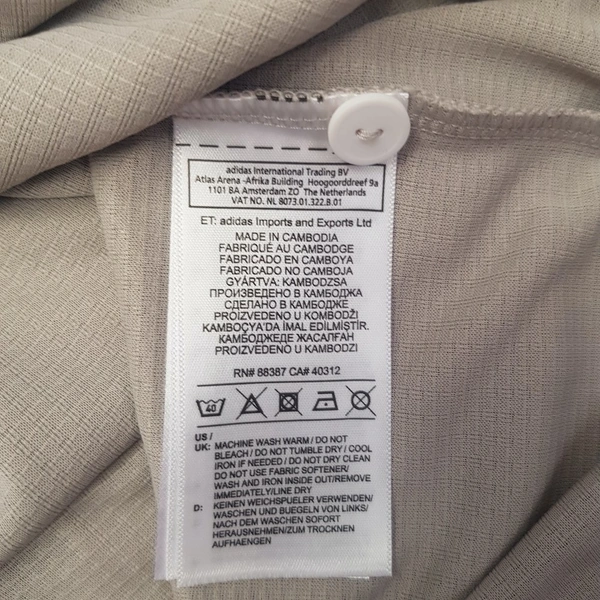 adidas International Trading BV
Atlas Arena -Afrika Building Hoogoorddreef 9a
1101 BA Amsterdam ZO The Netherlands
VAT NO. NL 8073.01.322.B.01
ET: adidas Imports and Exports Ltd
MADE IN CAMBODIA
FABRIQUÉ AU CAMBODGE
FABRICADO EN CAMBOYA
FABRICADO NO CAMBOJA
GYÁRTVA: KAMBODZSA
ПРОИЗВЕДЕНО В КАМБОДЖА
СДЕЛАНО В КАМБОДЖЕ
PROIZVEDENO U KOMBODŽI
KAMBOÇYA'DA İMAL EDİLMİŞTİR.
КАМБОДЖЕДЕ ЖАСАЛҒАН
PROIZVEDENO U KAMBODZI
RN# 88387 CA# 40312
40
US /
UK: MACHINE WASH WARM / DO NOT
BLEACH / DO NOT TUMBLE DRY / COOL
IRON IF NEEDED / DO NOT DRY CLEAN
DO NOT USE FABRIC SOFTENER/
WASH AND IRON INSIDE OUT/REMOVE
IMMEDIATELY/LINE DRY
D: KEINEN WEICHSPUELER VERWENDEN/
WASCHEN UND BUEGELN VON LINKS/
NACH DEM WASCHEN SOFORT
HERAUSNEHMEN/ZUM TROCKNEN
AUFHAENGEN